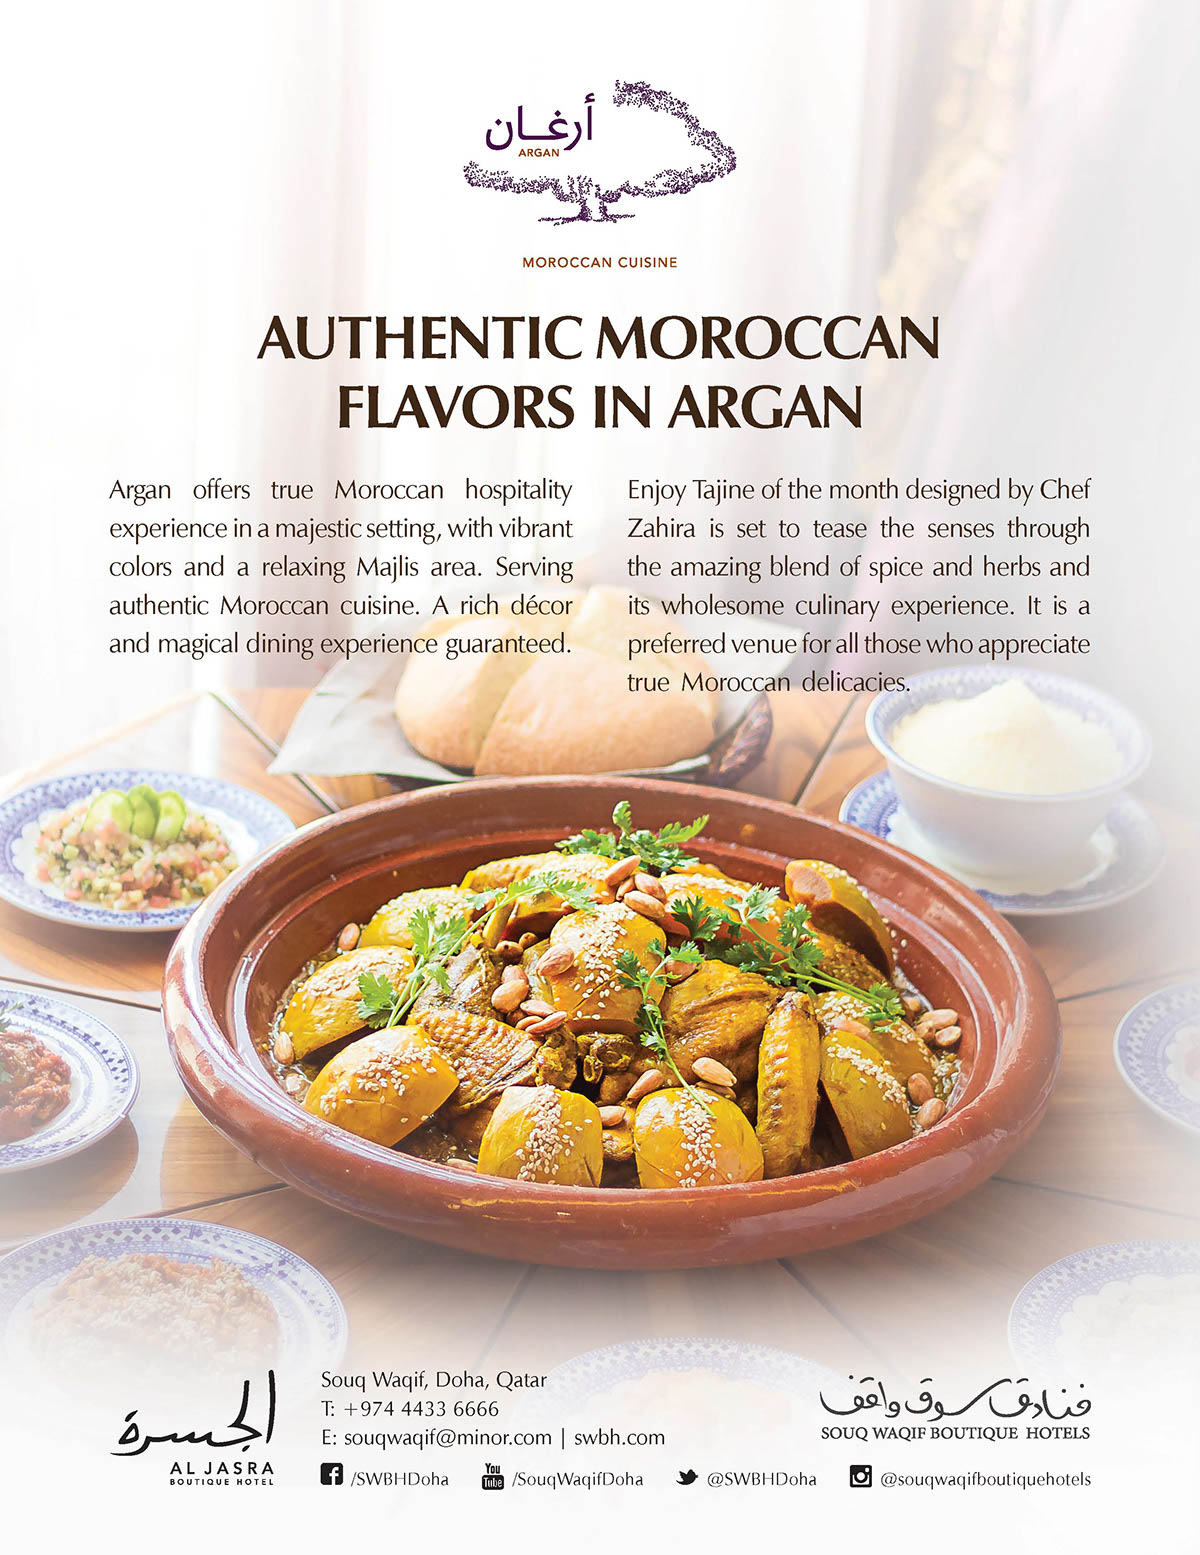 أرغـان
ARGAN
MOROCCAN CUISINE
AUTHENTIC MOROCCAN
FLAVORS IN ARGAN
Argan offers true Moroccan hospitality
experience in a majestic setting, with vibrant
colors and a relaxing Majlis area. Serving
authentic Moroccan cuisine. A rich décor
and magical dining experience guaranteed.
Enjoy Tajine of the month designed by Chef
Zahira is set to tease the senses through
the amazing blend of spice and herbs and
its wholesome culinary experience. It is a
preferred venue for all those who appreciate
true Moroccan delicacies.
الجسرة
AL JASRA
BOUTIQUE HOTEL
Souq Waqif, Doha, Qatar
T: +974 4433 6666
E: souqwaqif@minor.com | swbh.com
/SWBHDoha
You Tube /SouqWaqifDoha
@SWBHDoha
@souqwaqifboutiquehotels
فنادق سوق واقف
SOUQ WAQIF BOUTIQUE HOTELS